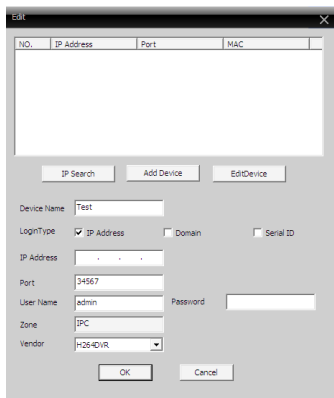 Edit
NO. IP Address Port MAC
IP Search Add Device EditDevice
Device Name Test
LoginType IP Address Domain Serial ID
IP Address . . .
Port 34567
User Name admin Password
Zone IPC
Vendor H264DVR
OK Cancel